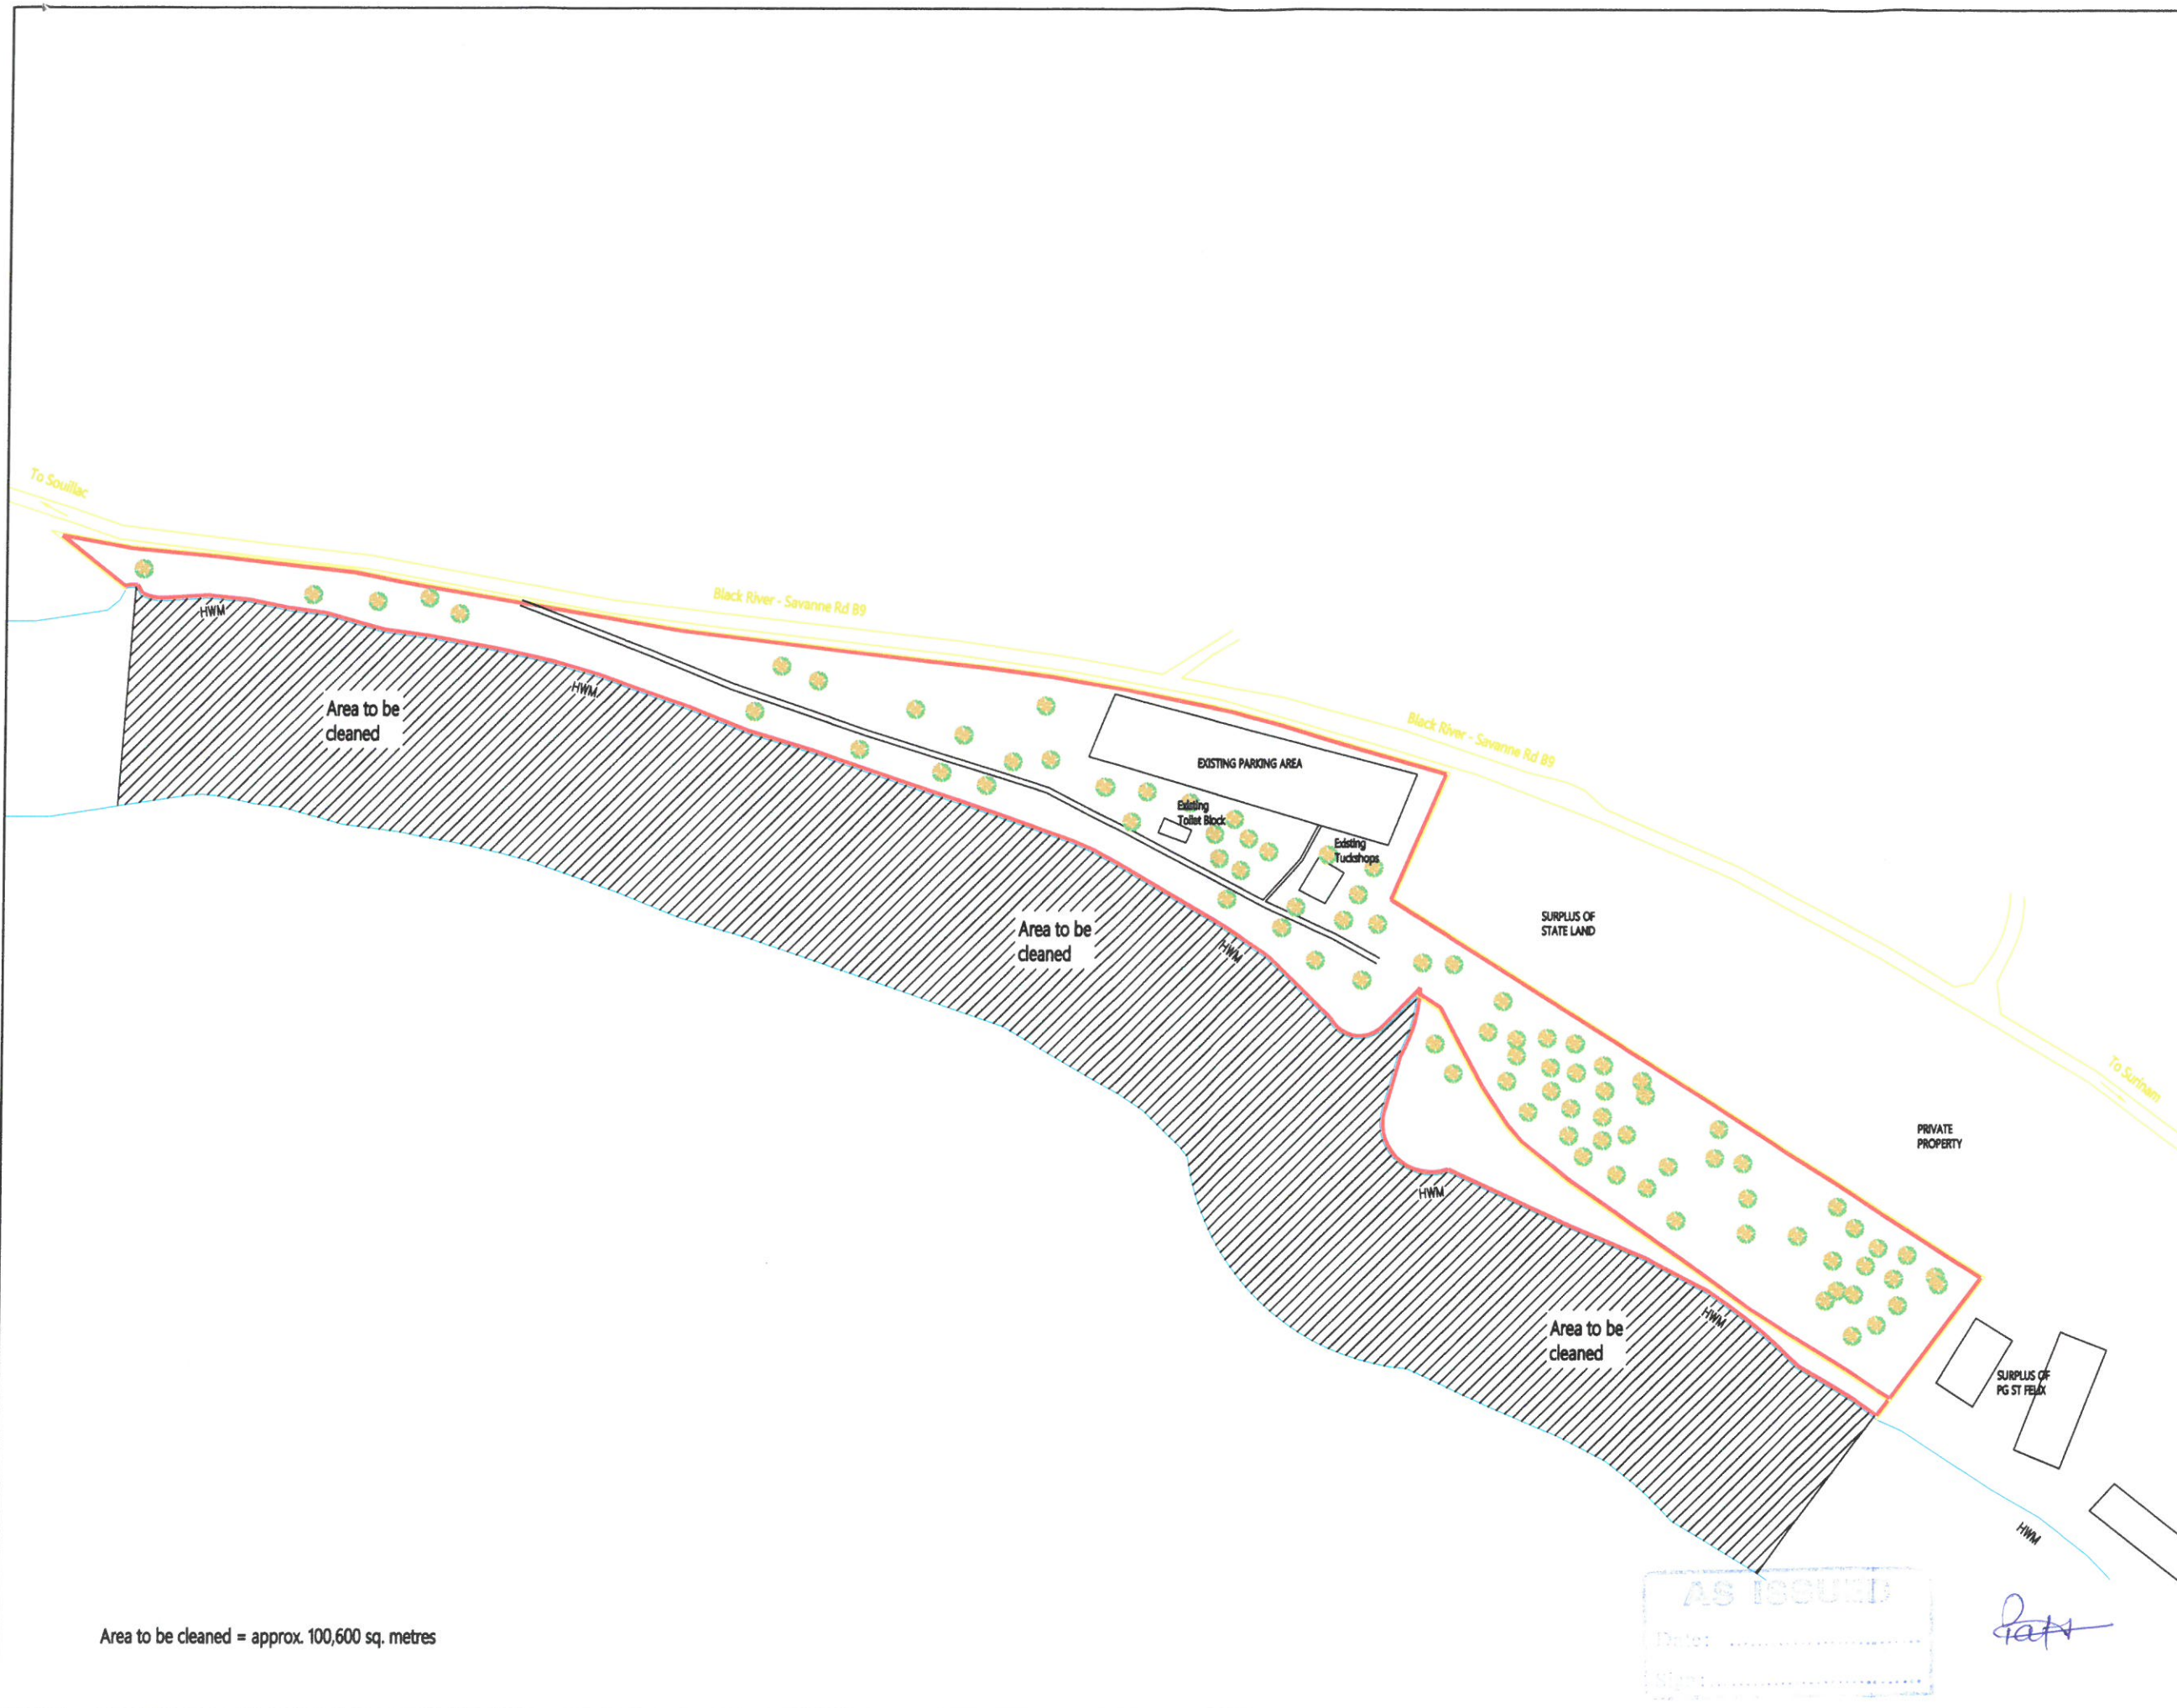 To Souillac
Black River - Savanne Rd B9
HWM
HWM
Area to be
cleaned
Black River - Savanne Rd B9
EXISTING PARKING AREA
Existing
Toilet Block
Existing
Tuckshops
SURPLUS OF
STATE LAND
Area to be
cleaned
HWM
To Surinam
PRIVATE
PROPERTY
HWM
HWM
Area to be
cleaned
SURPLUS OF
PG ST FELIX
HWM
AS ISSUED
Date:
Sign:
Area to be cleaned = approx. 100,600 sq. metres